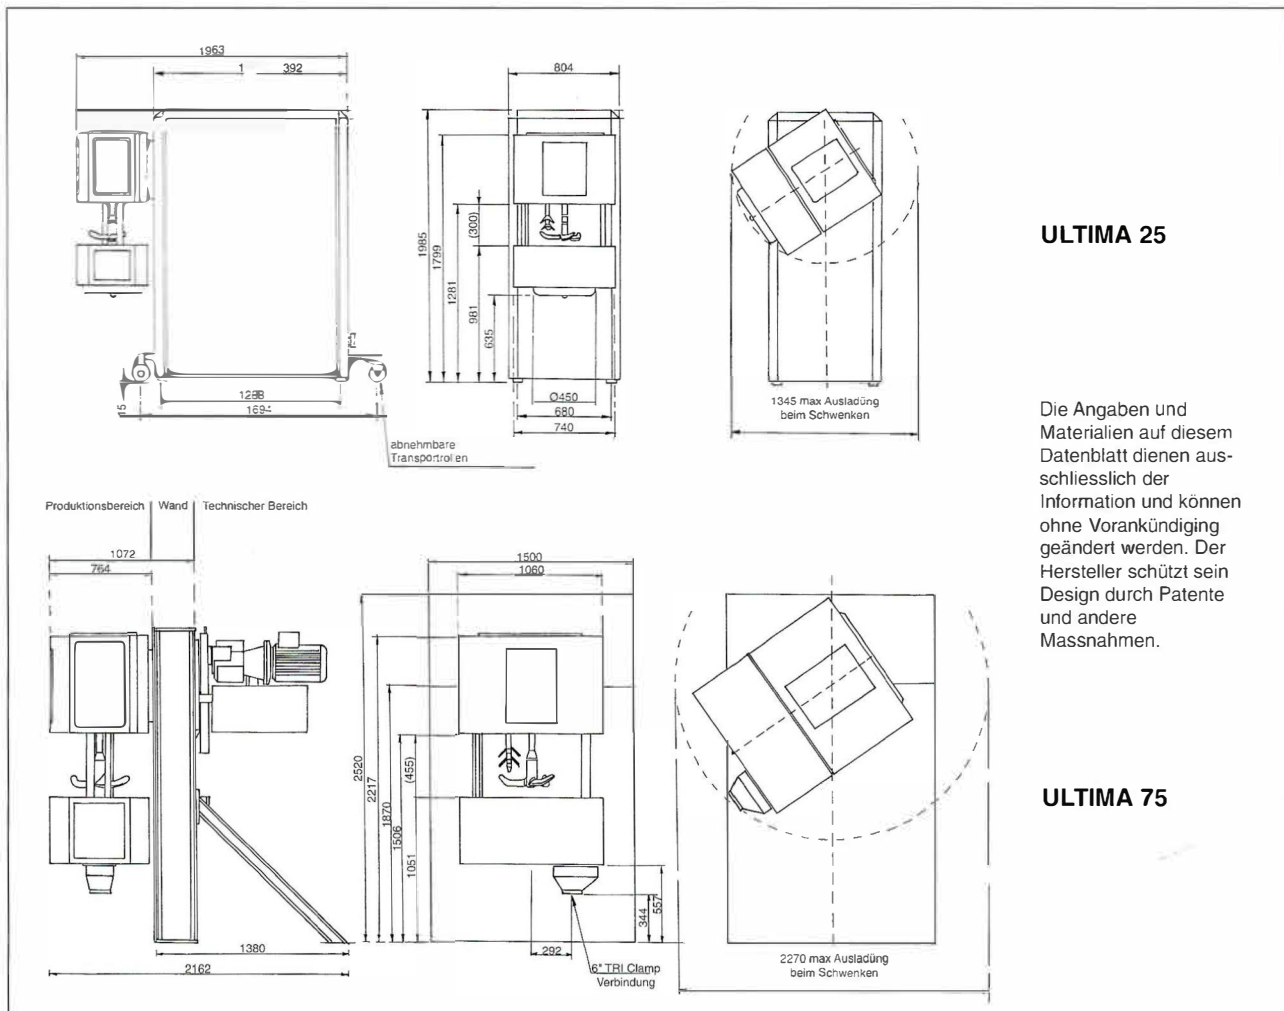 1963
1 392
1288
1694
15
abnehmbare
Transportrollen
804
1985
1799
1281
(300)
981
635
Ø450
680
740
1345 max Ausladüng
beim Schwenken
ULTIMA 25
Die Angaben und
Materialien auf diesem
Datenblatt dienen aus-
schliesslich der
Information und können
ohne Vorankündiging
geändert werden. Der
Hersteller schützt sein
Design durch Patente
und andere
Massnahmen.
Produktionsbereich Wand Technischer Bereich
1072
764
1380
2162
1500
1060
2520
2217
1870
1506
(455)
1051
557
344
292
6" TRI Clamp
Verbindung
2270 max Ausladüng
beim Schwenken
ULTIMA 75